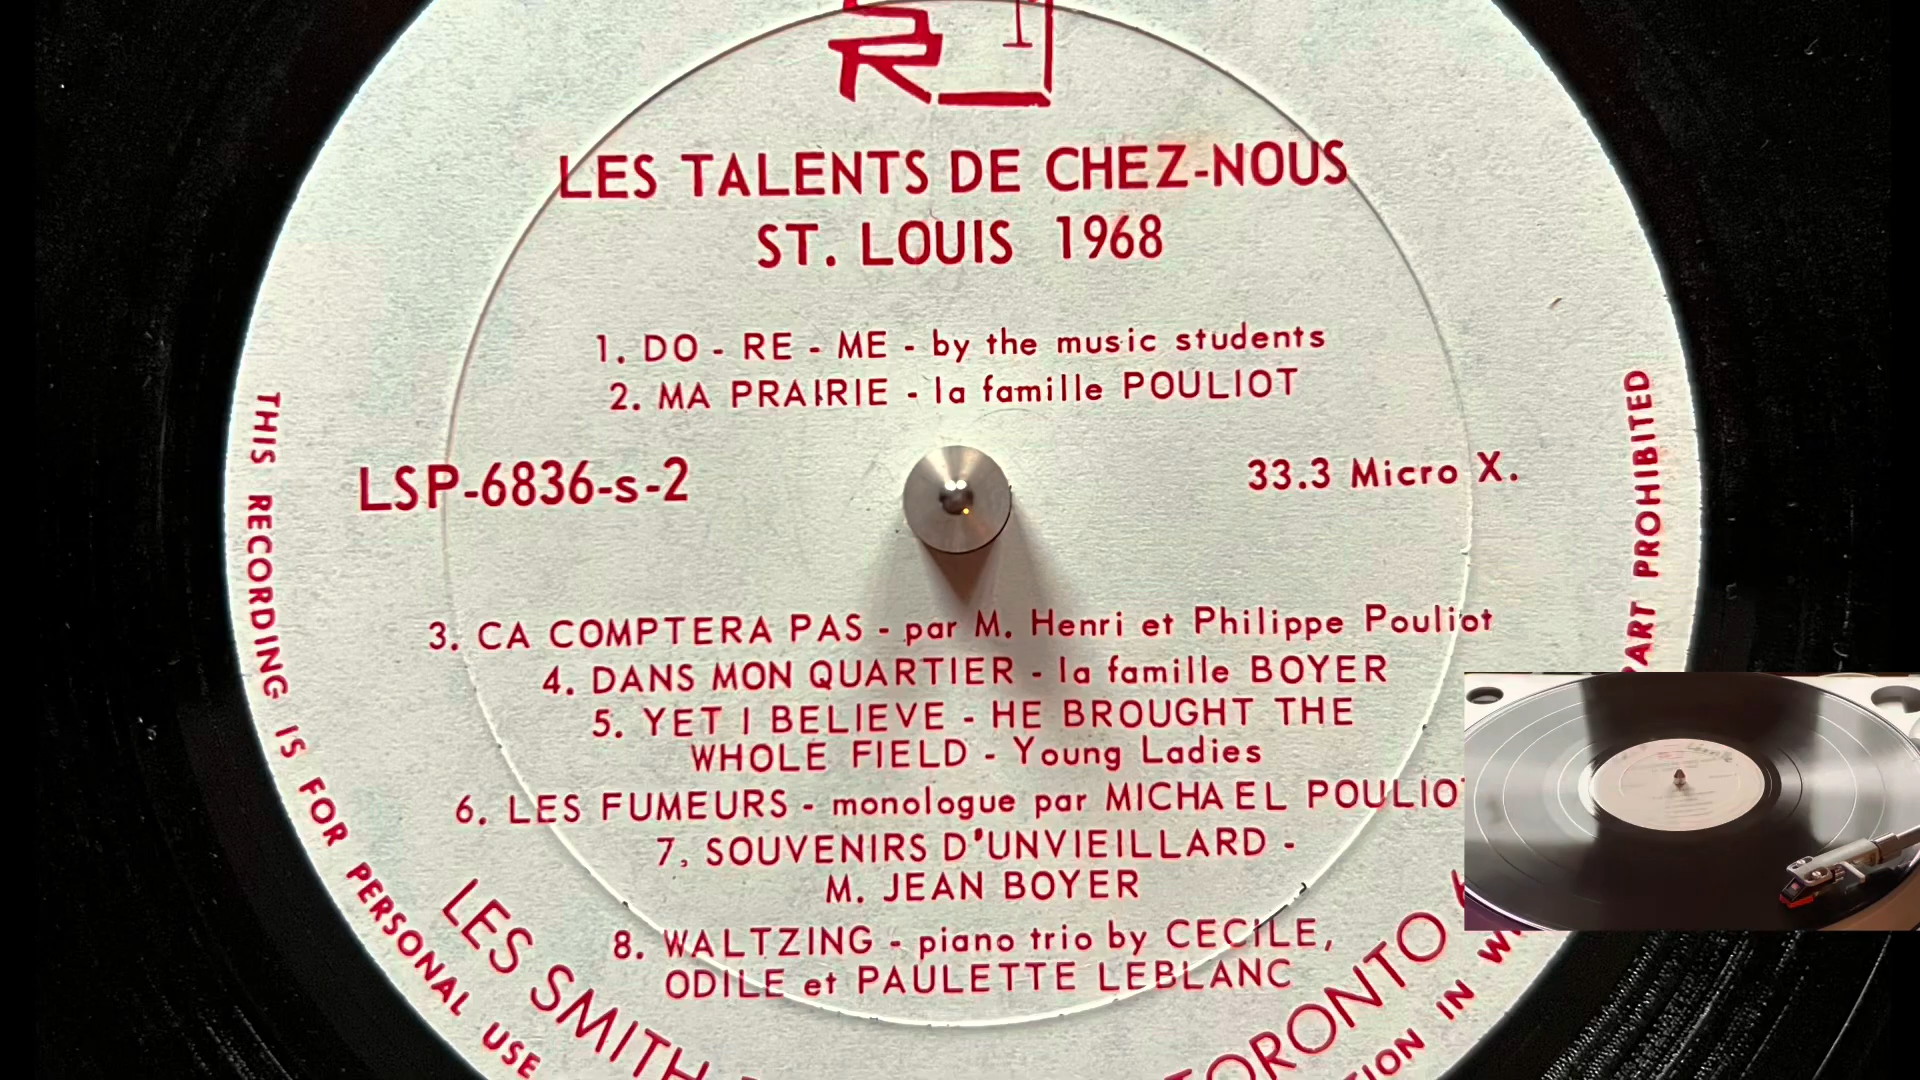 LES TALENTS DE CHEZ-NOUS
ST. LOUIS 1968
1. DO - RE - ME - by the music students
2. MA PRAIRIE - la famille POULIOT
LSP-6836-s-2
33.3 Micro X.
3. CA COMPTERA PAS - par M. Henri et Philippe Pouliot
4. DANS MON QUARTIER - la famille BOYER
5. YET I BELIEVE - HE BROUGHT THE
WHOLE FIELD - Young Ladies
6. LES FUMEURS - monologue par MICHAEL POULIOT
7. SOUVENIRS D'UNVIEILLARD -
M. JEAN BOYER
8. WALTZING - piano trio by CECILE,
ODILE et PAULETTE LEBLANC
LES SMITH
TORONTO
THIS RECORDING IS FOR PERSONAL USE
IN
PART PROHIBITED